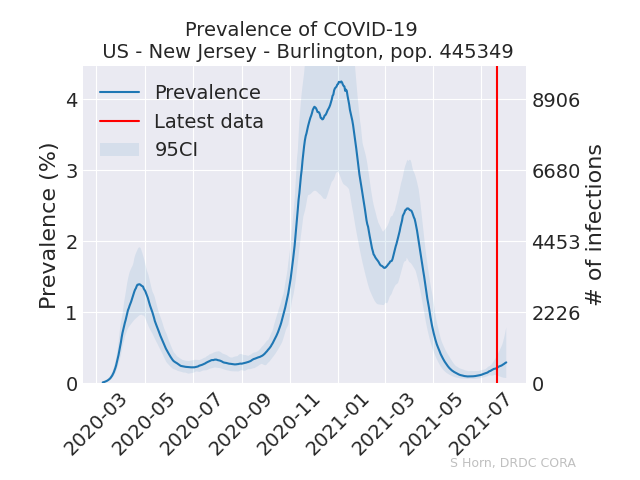 Prevalence of COVID-19
US - New Jersey - Burlington, pop. 445349
Prevalence
Latest data
95CI
Prevalence (%)
4
3
2
1
0
8906
6680
4453
2226
0
# of infections
2020-03
2020-05
2020-07
2020-09
2020-11
2021-01
2021-03
2021-05
2021-07
S Horn, DRDC CORA